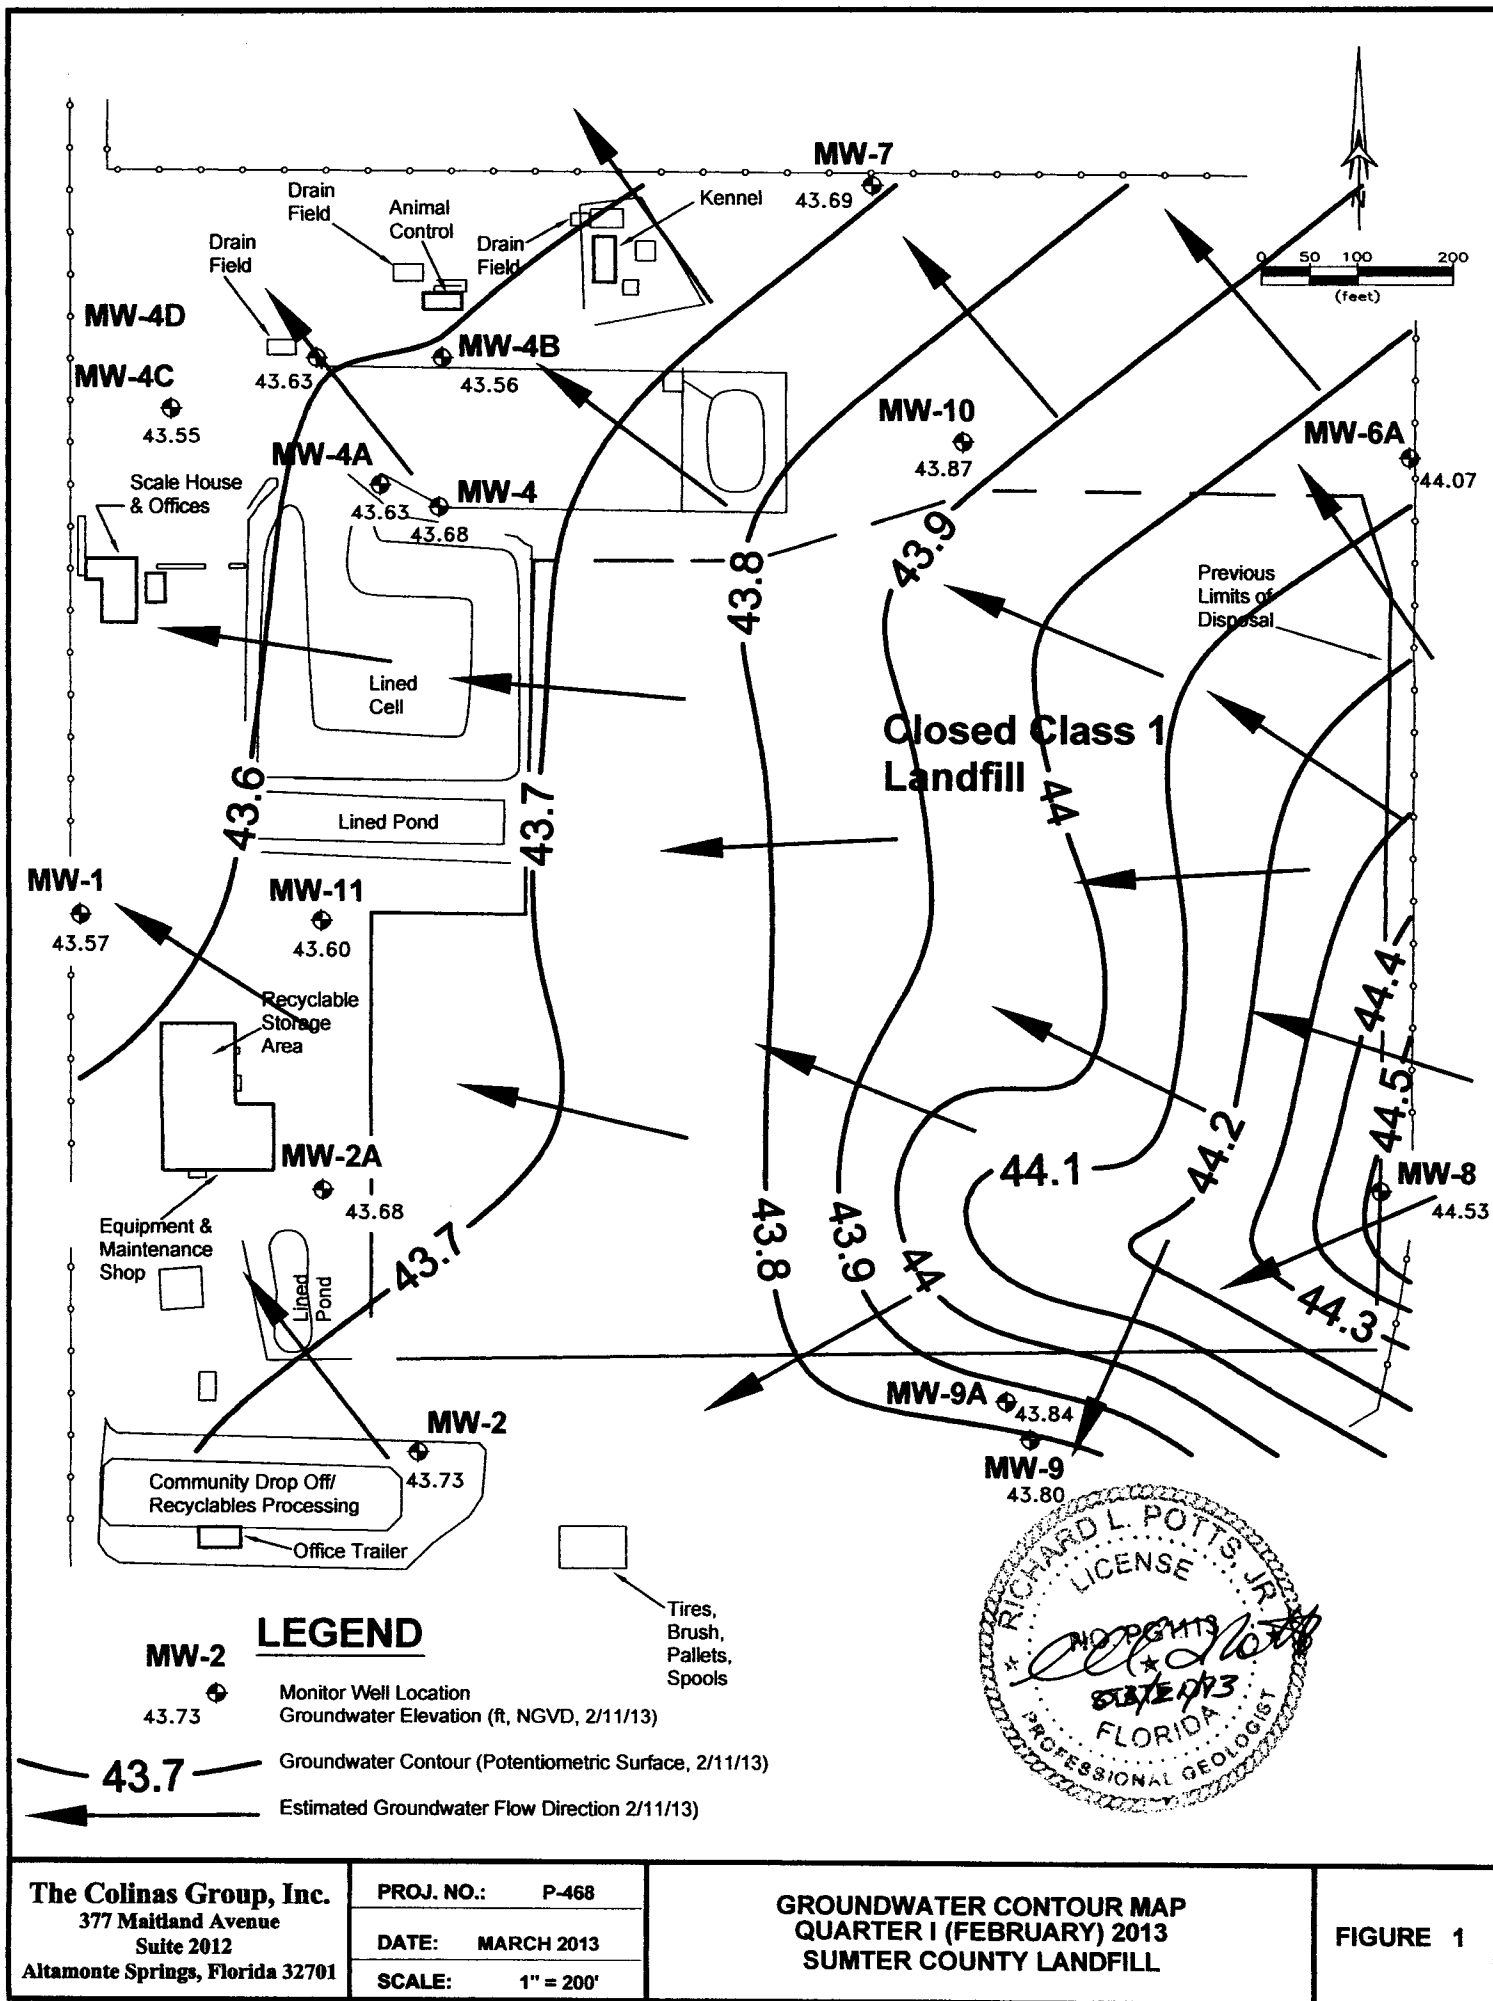 MW-7
43.69
Kennel
Drain
Field
Animal
Control
Drain
Field
Drain
Field
N
0 50 100 200
(feet)
MW-4D
43.63
MW-4B
43.56
MW-4C
43.55
MW-10
43.87
MW-6A
44.07
MW-4A
43.63
MW-4
43.68
Scale House
& Offices
43.9
43.8
Previous
Limits of
Disposal
Lined
Cell
Closed Class 1
Landfill
43.6
43.7
44
Lined Pond
MW-1
43.57
MW-11
43.60
Recyclable
Storage
Area
44.4
44.5
44.2
44.1
MW-2A
43.68
MW-8
44.53
Equipment &
Maintenance
Shop
Lined
Pond
43.7
43.8
43.9
44
44.3
MW-9A
43.84
MW-9
43.80
MW-2
43.73
Community Drop Off/
Recyclables Processing
Office Trailer
Tires,
Brush,
Pallets,
Spools
RICHARD L. POTTS, JR
LICENSE
NO PG1113
STATE OF
FLORIDA
PROFESSIONAL GEOLOGIST
LEGEND
MW-2
43.73
Monitor Well Location
Groundwater Elevation (ft, NGVD, 2/11/13)
43.7
Groundwater Contour (Potentiometric Surface, 2/11/13)
Estimated Groundwater Flow Direction 2/11/13)
The Colinas Group, Inc.
377 Maitland Avenue
Suite 2012
Altamonte Springs, Florida 32701
PROJ. NO.: P-468
DATE: MARCH 2013
SCALE: 1" = 200'
GROUNDWATER CONTOUR MAP
QUARTER I (FEBRUARY) 2013
SUMTER COUNTY LANDFILL
FIGURE 1